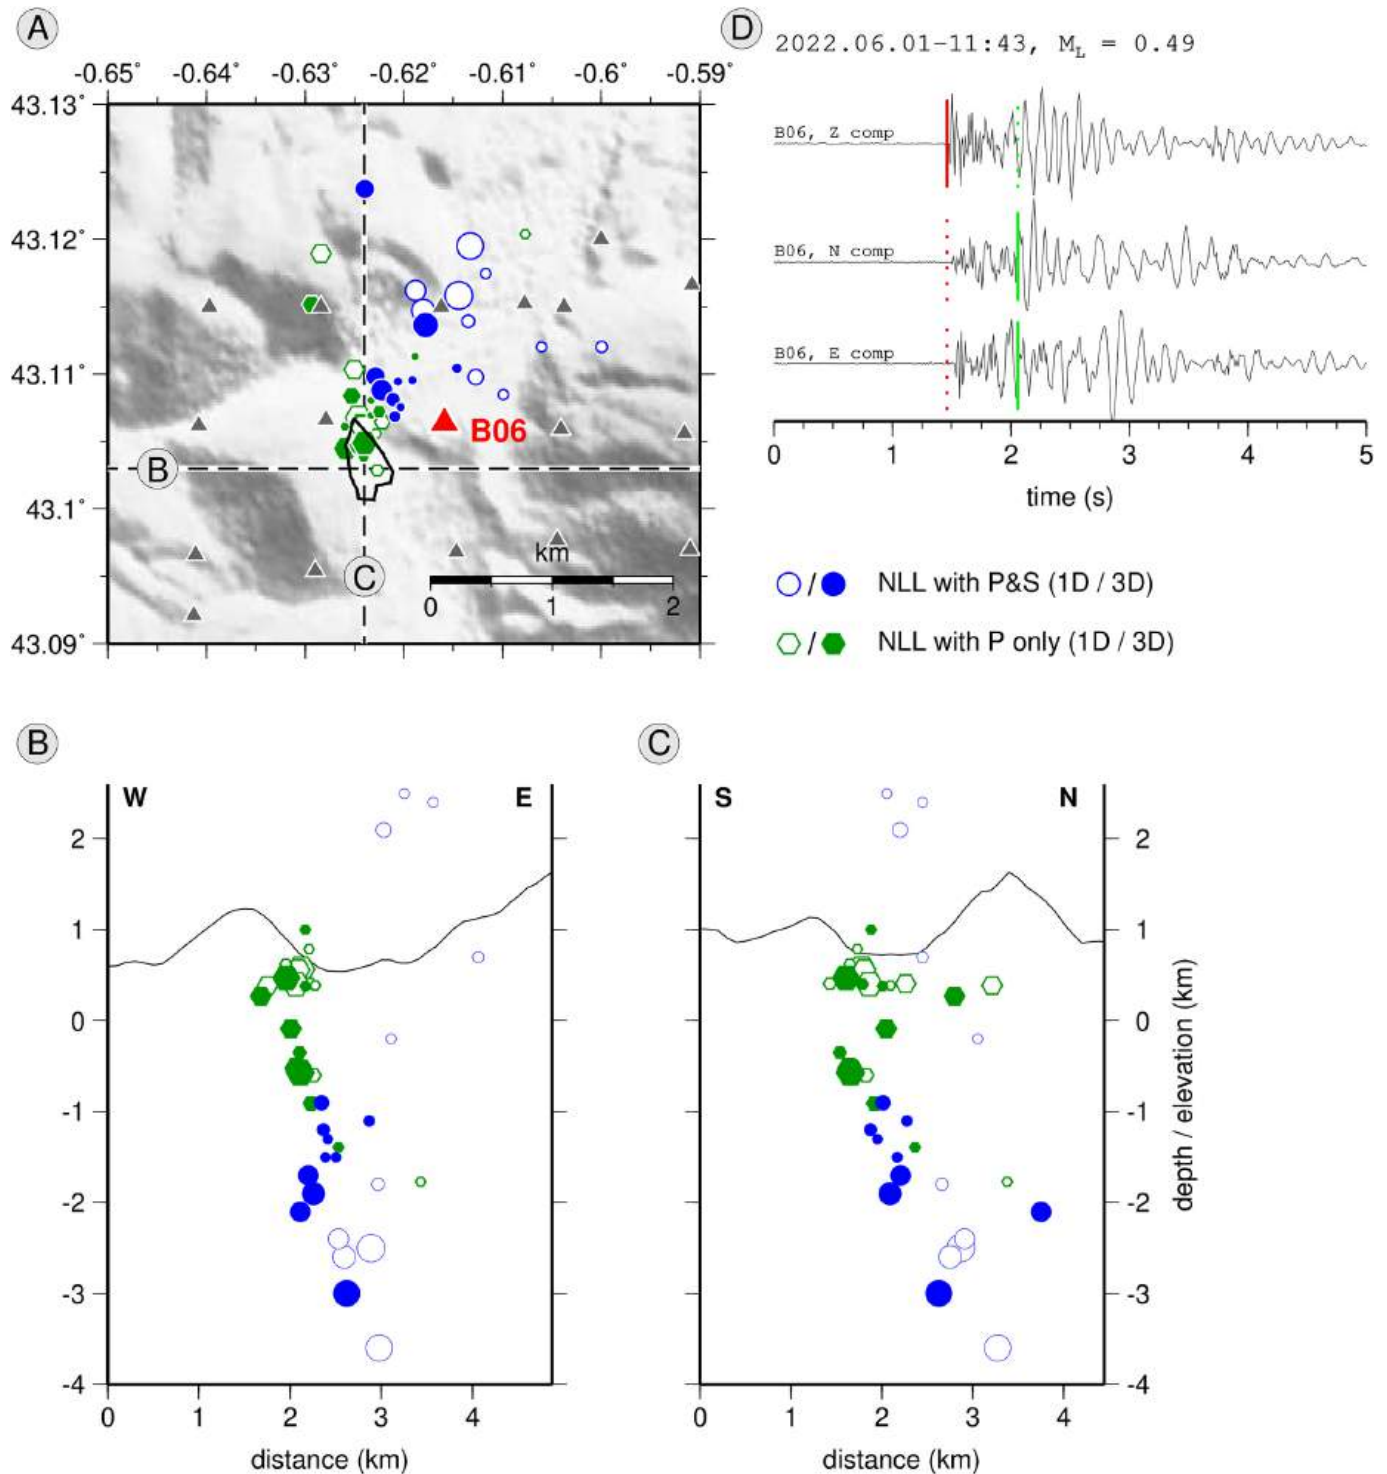 A
-0.65˚ -0.64˚ -0.63˚ -0.62˚ -0.61˚ -0.6˚ -0.59˚
43.13˚
43.12˚
43.11˚
43.1˚
43.09˚
B06
B
C
km
0 1 2
D
2022.06.01-11:43, ML = 0.49
B06, Z comp
B06, N comp
B06, E comp
0 1 2 3 4 5
time (s)
/ NLL with P&S (1D / 3D)
/ NLL with P only (1D / 3D)
B
W E
2
1
0
-1
-2
-3
-4
0 1 2 3 4
distance (km)
C
S N
2
1
0
-1
-2
-3
-4
depth / elevation (km)
0 1 2 3 4
distance (km)